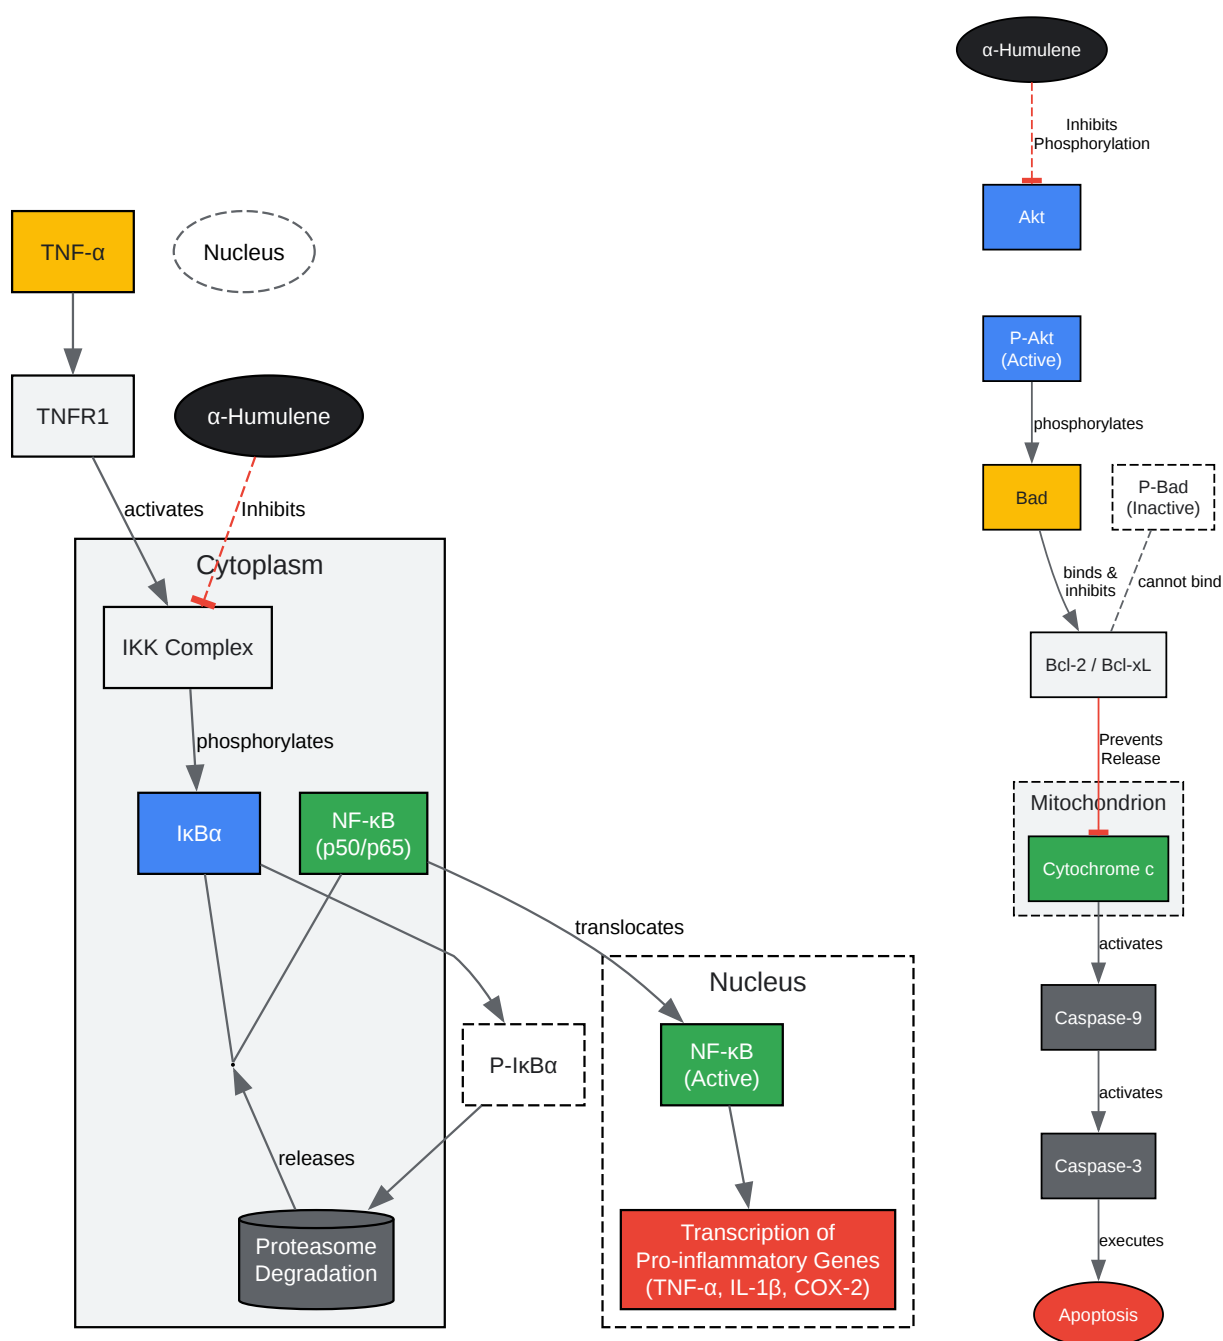 TNF-α
Nucleus
TNFR1
α-Humulene
activates
Inhibits
Cytoplasm
IKK Complex
phosphorylates
IκBα
NF-κB
(p50/p65)
translocates
Nucleus
P-IκBα
NF-κB
(Active)
releases
Proteasome
Degradation
Transcription of
Pro-inflammatory Genes
(TNF-α, IL-1β, COX-2)
α-Humulene
Inhibits
Phosphorylation
Akt
P-Akt
(Active)
phosphorylates
Bad
P-Bad
(Inactive)
binds &
inhibits
cannot bind
Bcl-2 / Bcl-xL
Prevents
Release
Mitochondrion
Cytochrome c
activates
Caspase-9
activates
Caspase-3
executes
Apoptosis